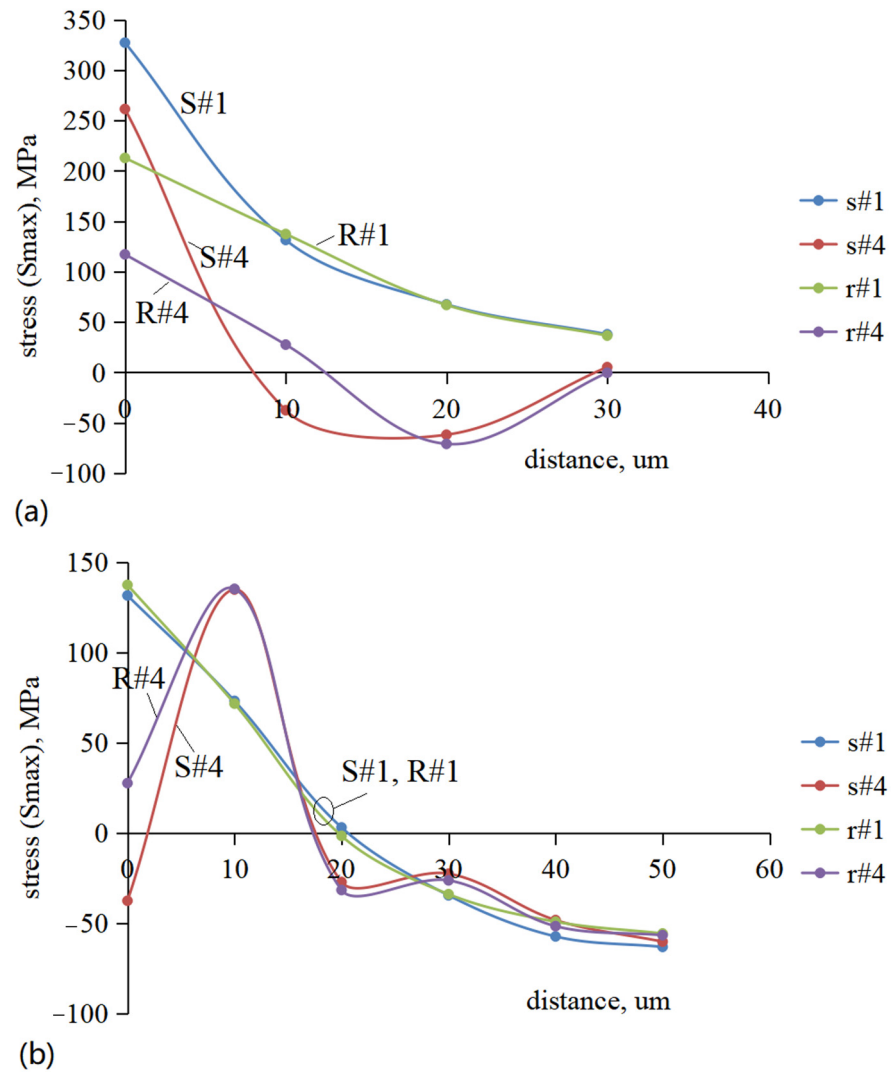 350
300
250
200
150
100
50
0
−50
−100
stress (Smax), MPa
0
10
20
30
40
distance, um
S#1
S#4
R#1
R#4
s#1
s#4
r#1
r#4
(a)
150
100
50
0
−50
−100
stress (Smax), MPa
0
10
20
30
40
50
60
distance, um
R#4
S#4
S#1, R#1
s#1
s#4
r#1
r#4
(b)